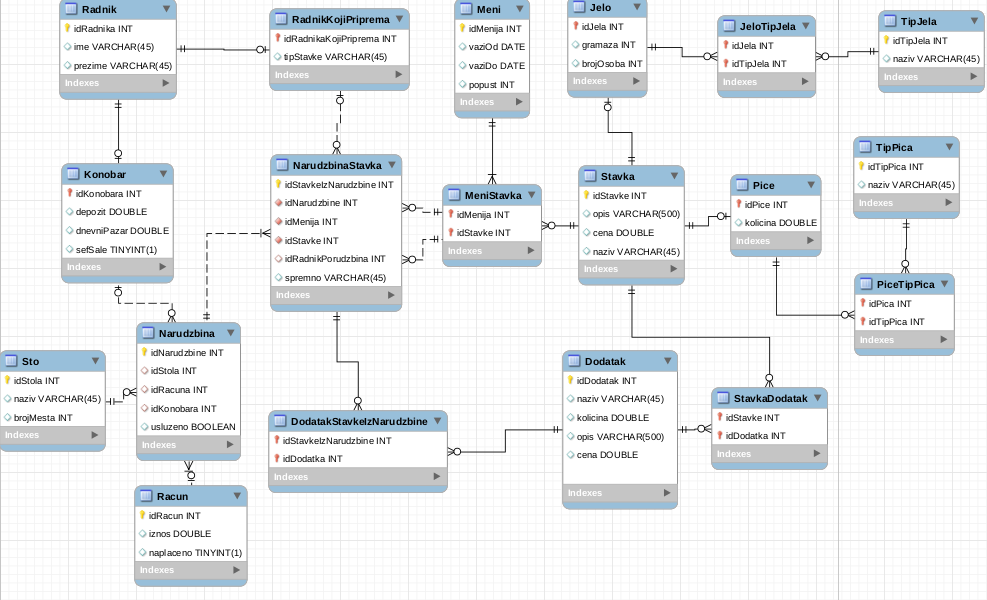 Radnik
idRadnika INT
ime VARCHAR(45)
prezime VARCHAR(45)
Indexes
RadnikKojiPriprema
idRadnikaKojiPriprema INT
tipStavke VARCHAR(45)
Indexes
Meni
idMenija INT
vaziOd DATE
vaziDo DATE
popust INT
Indexes
Jelo
idJela INT
gramaza INT
brojOsoba INT
Indexes
JeloTipJela
idJela INT
idTipJela INT
Indexes
TipJela
idTipJela INT
naziv VARCHAR(45)
Indexes
Konobar
idKonobara INT
depozit DOUBLE
dnevniPazar DOUBLE
sefSale TINYINT(1)
Indexes
NarudzbinaStavka
idStavkeIzNarudzbine INT
idNarudzbine INT
idMenija INT
idStavke INT
idRadnikPorudzbina INT
spremno VARCHAR(45)
Indexes
MeniStavka
idMenija INT
idStavke INT
Indexes
Stavka
idStavke INT
opis VARCHAR(500)
cena DOUBLE
naziv VARCHAR(45)
Indexes
Pice
idPice INT
kolicina DOUBLE
Indexes
TipPica
idTipPica INT
naziv VARCHAR(45)
Indexes
PiceTipPica
idPica INT
idTipPica INT
Indexes
Sto
idStola INT
naziv VARCHAR(45)
brojMesta INT
Indexes
Narudzbina
idNarudzbine INT
idStola INT
idRacuna INT
idKonobara INT
usluzeno BOOLEAN
Indexes
DodatakStavkeIzNarudzbine
idStavkeIzNarudzbine INT
idDodatka INT
Indexes
Dodatak
idDodatak INT
naziv VARCHAR(45)
kolicina DOUBLE
opis VARCHAR(500)
cena DOUBLE
Indexes
StavkaDodatak
idStavke INT
idDodatka INT
Indexes
Racun
idRacun INT
iznos DOUBLE
naplaceno TINYINT(1)
Indexes